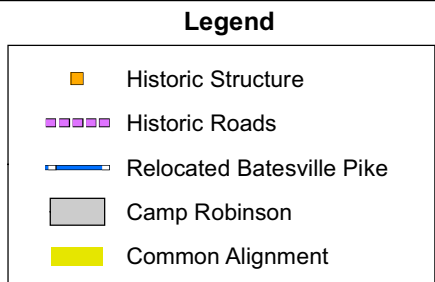 Legend
Historic Structure
Historic Roads
Relocated Batesville Pike
Camp Robinson
Common Alignment